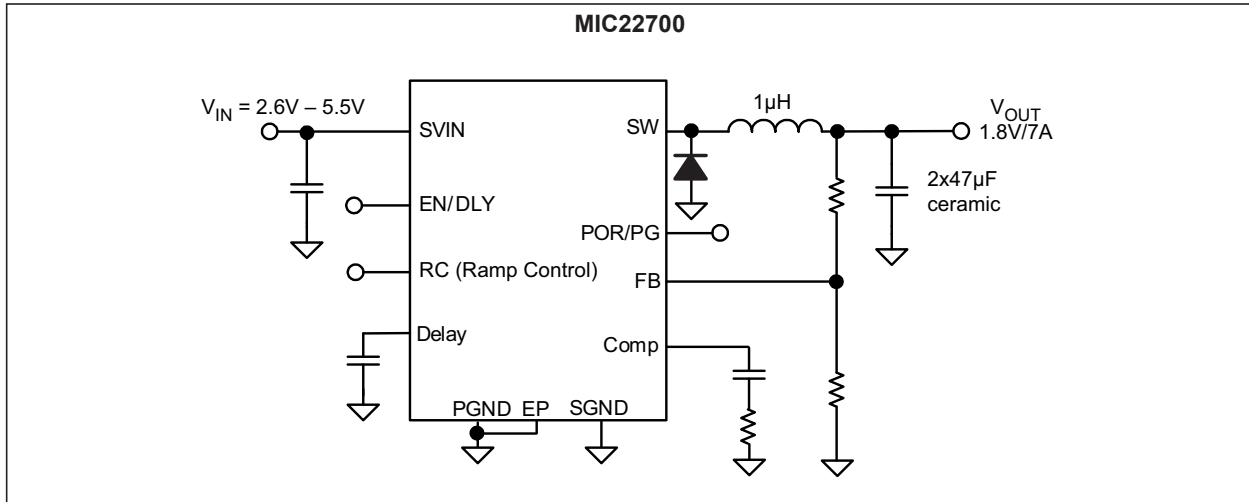 MIC22700
V_IN = 2.6V – 5.5V
SVIN
EN/DLY
RC (Ramp Control)
Delay
PGND EP SGND
SW
POR/PG
FB
Comp
1µH
V_OUT
1.8V/7A
2x47µF
ceramic